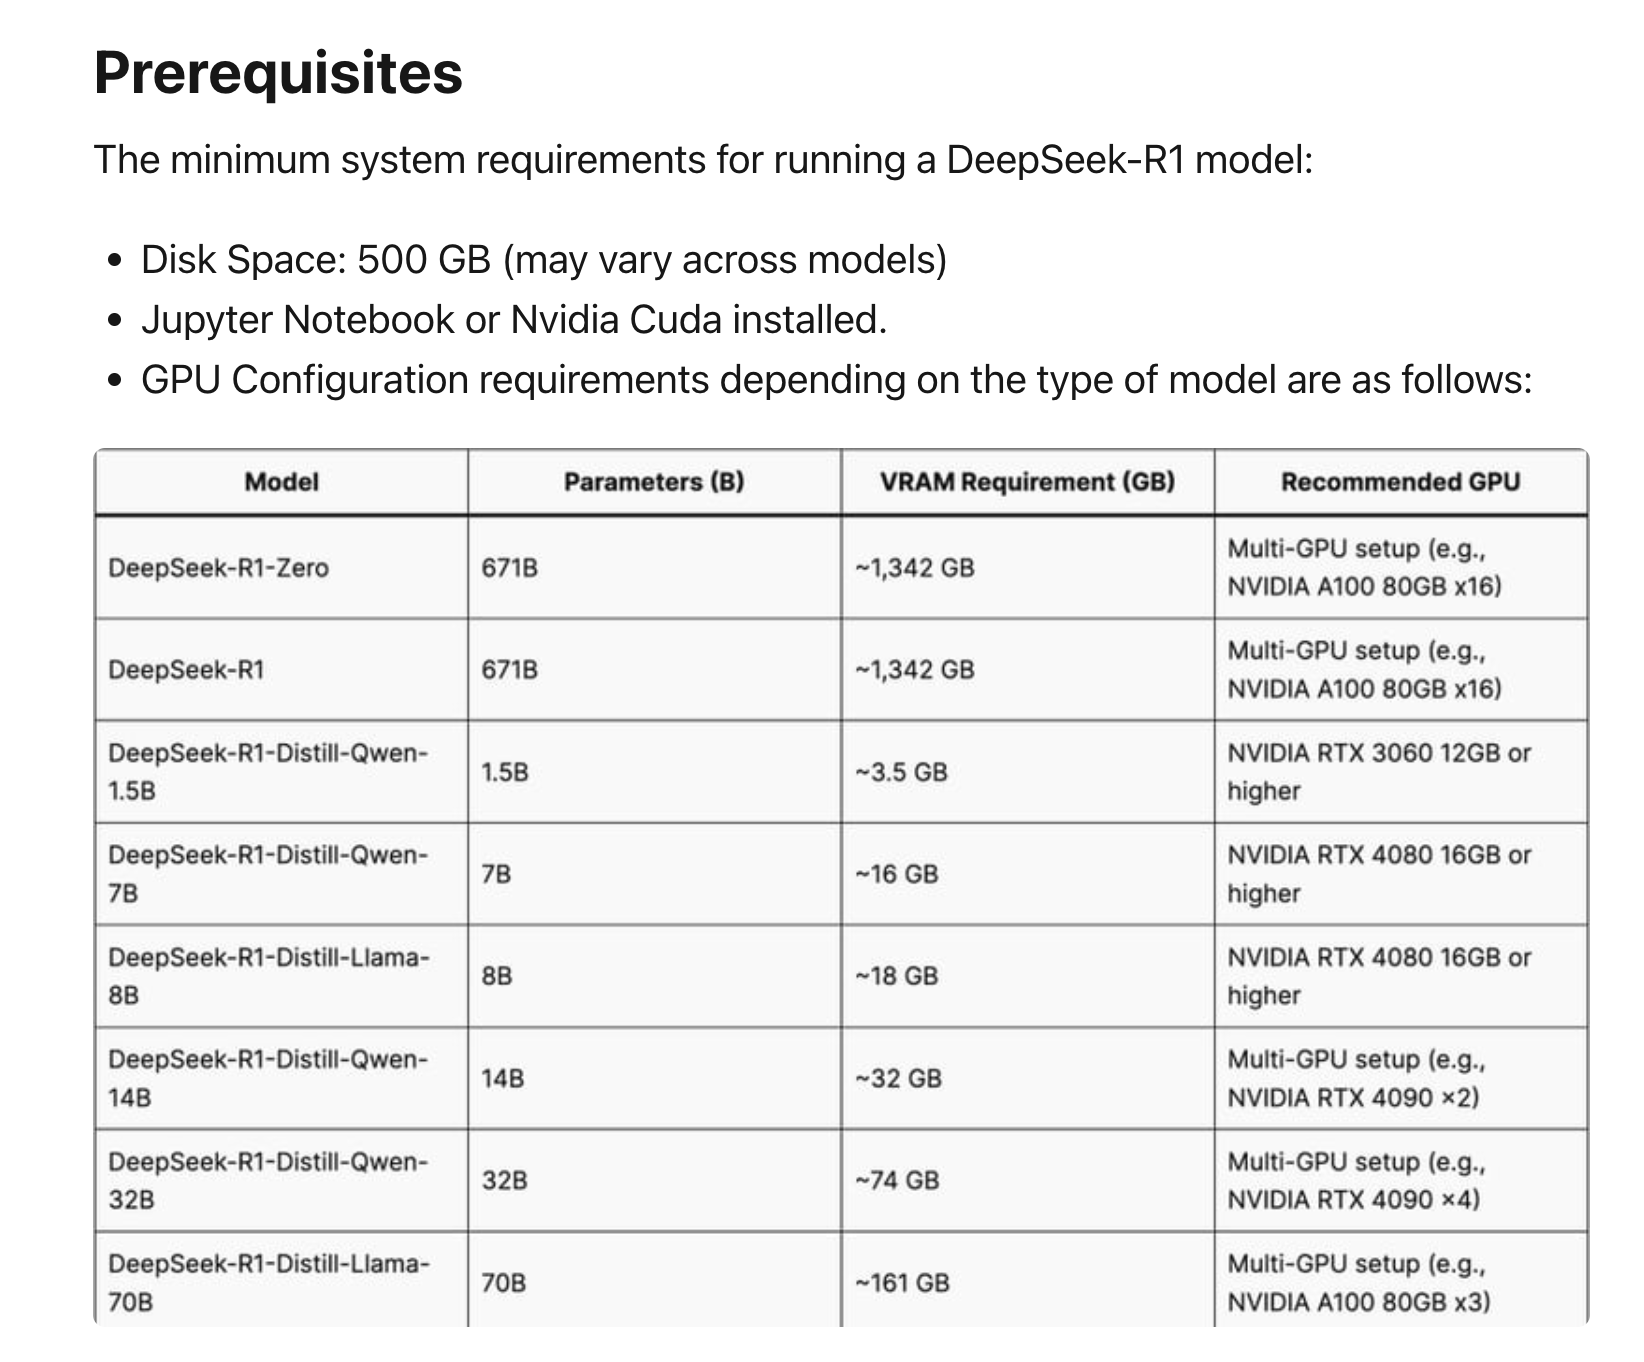 Prerequisites
The minimum system requirements for running a DeepSeek-R1 model:
• Disk Space: 500 GB (may vary across models)
• Jupyter Notebook or Nvidia Cuda installed.
• GPU Configuration requirements depending on the type of model are as follows:
Model Parameters (B) VRAM Requirement (GB) Recommended GPU
DeepSeek-R1-Zero 671B ~1,342 GB Multi-GPU setup (e.g.,
NVIDIA A100 80GB x16)
DeepSeek-R1 671B ~1,342 GB Multi-GPU setup (e.g.,
NVIDIA A100 80GB x16)
DeepSeek-R1-Distill-Qwen-
1.5B 1.5B ~3.5 GB NVIDIA RTX 3060 12GB or
higher
DeepSeek-R1-Distill-Qwen-
7B 7B ~16 GB NVIDIA RTX 4080 16GB or
higher
DeepSeek-R1-Distill-Llama-
8B 8B ~18 GB NVIDIA RTX 4080 16GB or
higher
DeepSeek-R1-Distill-Qwen-
14B 14B ~32 GB Multi-GPU setup (e.g.,
NVIDIA RTX 4090 ×2)
DeepSeek-R1-Distill-Qwen-
32B 32B ~74 GB Multi-GPU setup (e.g.,
NVIDIA RTX 4090 ×4)
DeepSeek-R1-Distill-Llama-
70B 70B ~161 GB Multi-GPU setup (e.g.,
NVIDIA A100 80GB x3)